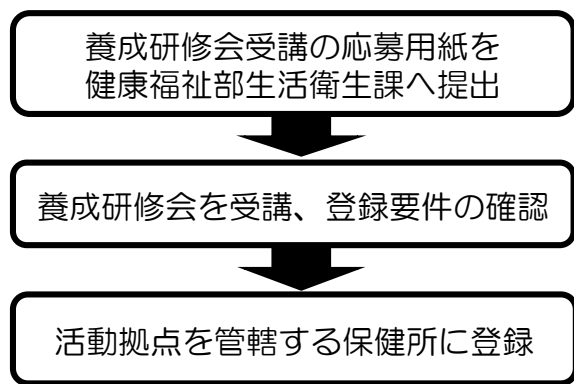 養成研修会受講の応募用紙を
健康福祉部生活衛生課へ提出
養成研修会を受講、登録要件の確認
活動拠点を管轄する保健所に登録